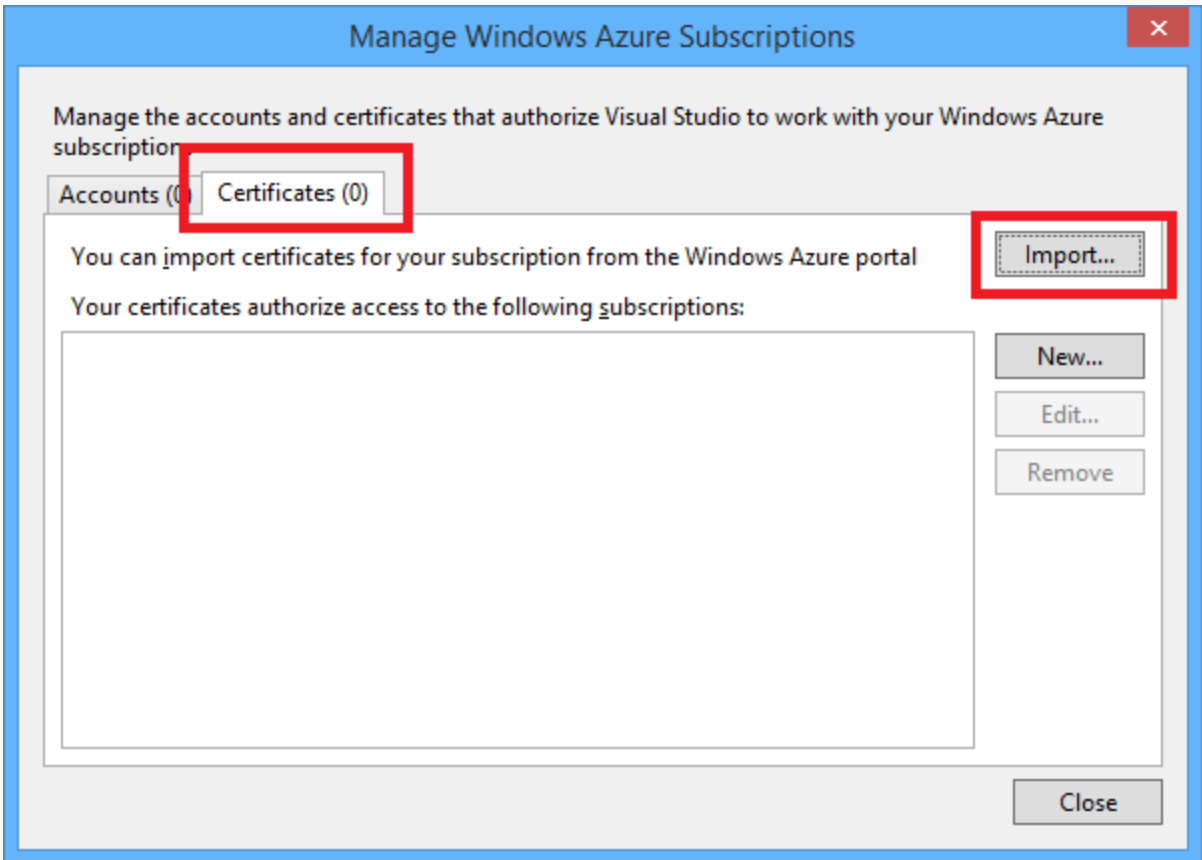 Manage Windows Azure Subscriptions
Manage the accounts and certificates that authorize Visual Studio to work with your Windows Azure
subscription
Accounts (0) Certificates (0)
You can import certificates for your subscription from the Windows Azure portal
Import...
Your certificates authorize access to the following subscriptions:
New...
Edit...
Remove
Close